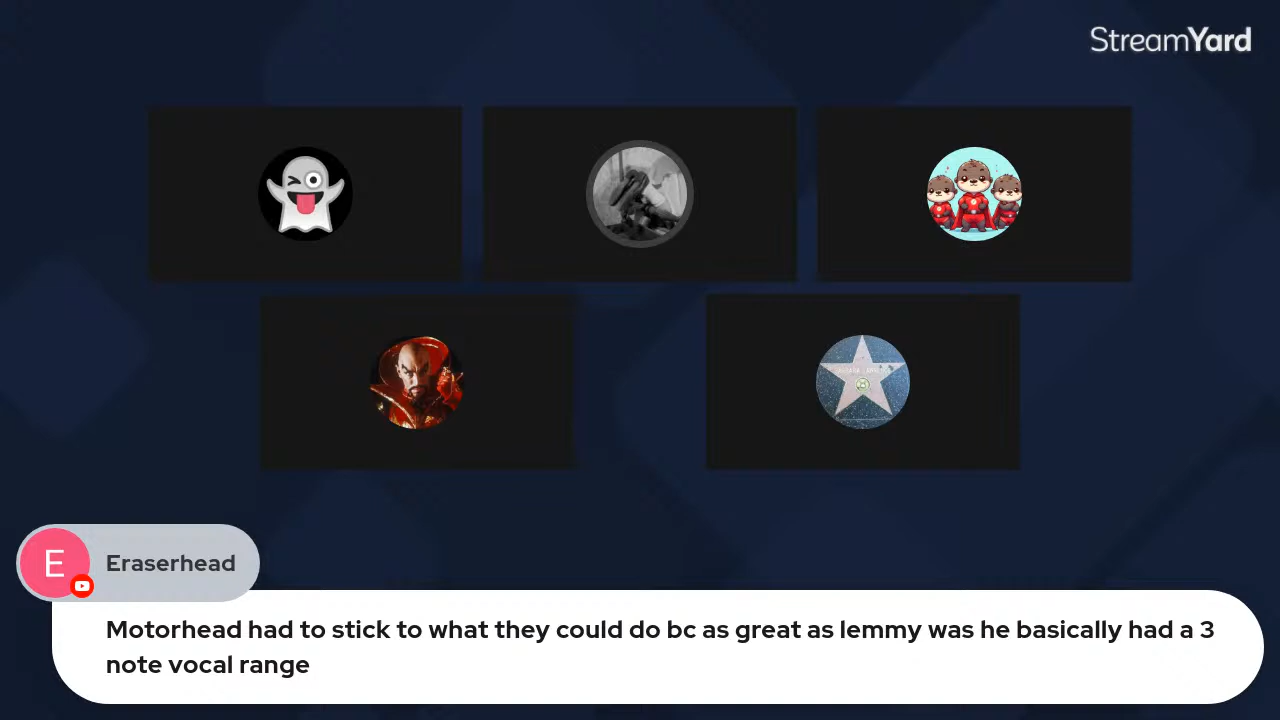 StreamYard
E
Eraserhead
Motorhead had to stick to what they could do bc as great as lemmy was he basically had a 3
note vocal range